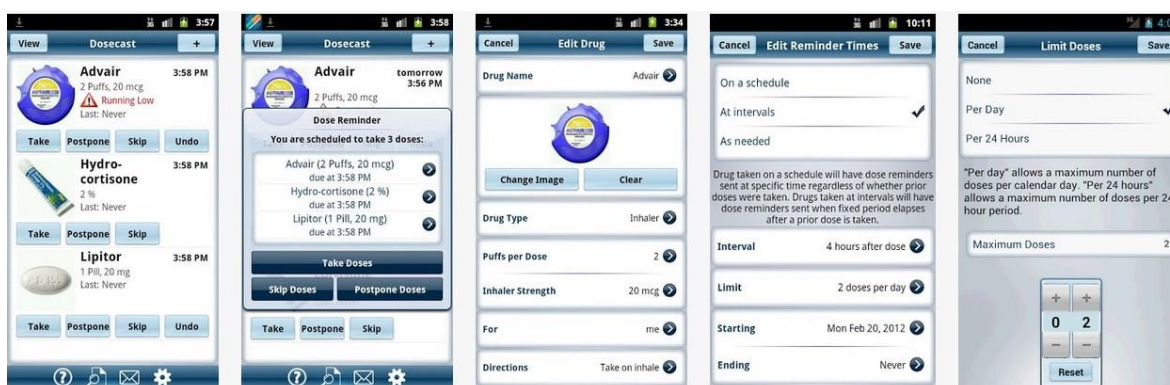 3:57
View Dosecast +
Advair 3:58 PM
2 Puffs, 20 mcg
Running Low
Last: Never
Take Postpone Skip Undo
Hydro- 3:58 PM
cortisone
2 %
Last: Never
Take Postpone Skip
Lipitor 3:58 PM
1 Pill, 20 mg
Last: Never
Take Postpone Skip Undo
3:58
View Dosecast +
Advair tomorrow
3:56 PM
2 Puffs, 20 mcg
Dose Reminder
You are scheduled to take 3 doses:
Advair (2 Puffs, 20 mcg)
due at 3:58 PM
Hydro-cortisone (2 %)
due at 3:58 PM
Lipitor (1 Pill, 20 mg)
due at 3:58 PM
Take Doses
Skip Doses Postpone Doses
Take Postpone Skip
3:34
Cancel Edit Drug Save
Drug Name Advair
Change Image Clear
Drug Type Inhaler
Puffs per Dose 2
Inhaler Strength 20 mcg
For me
Directions Take on inhale
10:11
Cancel Edit Reminder Times Save
On a schedule
At intervals
As needed
Drug taken on a schedule will have dose reminders
sent at specific time regardless of whether prior
doses were taken. Drugs taken at intervals will have
dose reminders sent when fixed period elapses
after a prior dose is taken.
Interval 4 hours after dose
Limit 2 doses per day
Starting Mon Feb 20, 2012
Ending Never
Cancel Limit Doses Save
None
Per Day
Per 24 Hours
"Per day" allows a maximum number of
doses per calendar day. "Per 24 hours"
allows a maximum number of doses per 24
hour period.
Maximum Doses 2
+ +
0 2
− −
Reset